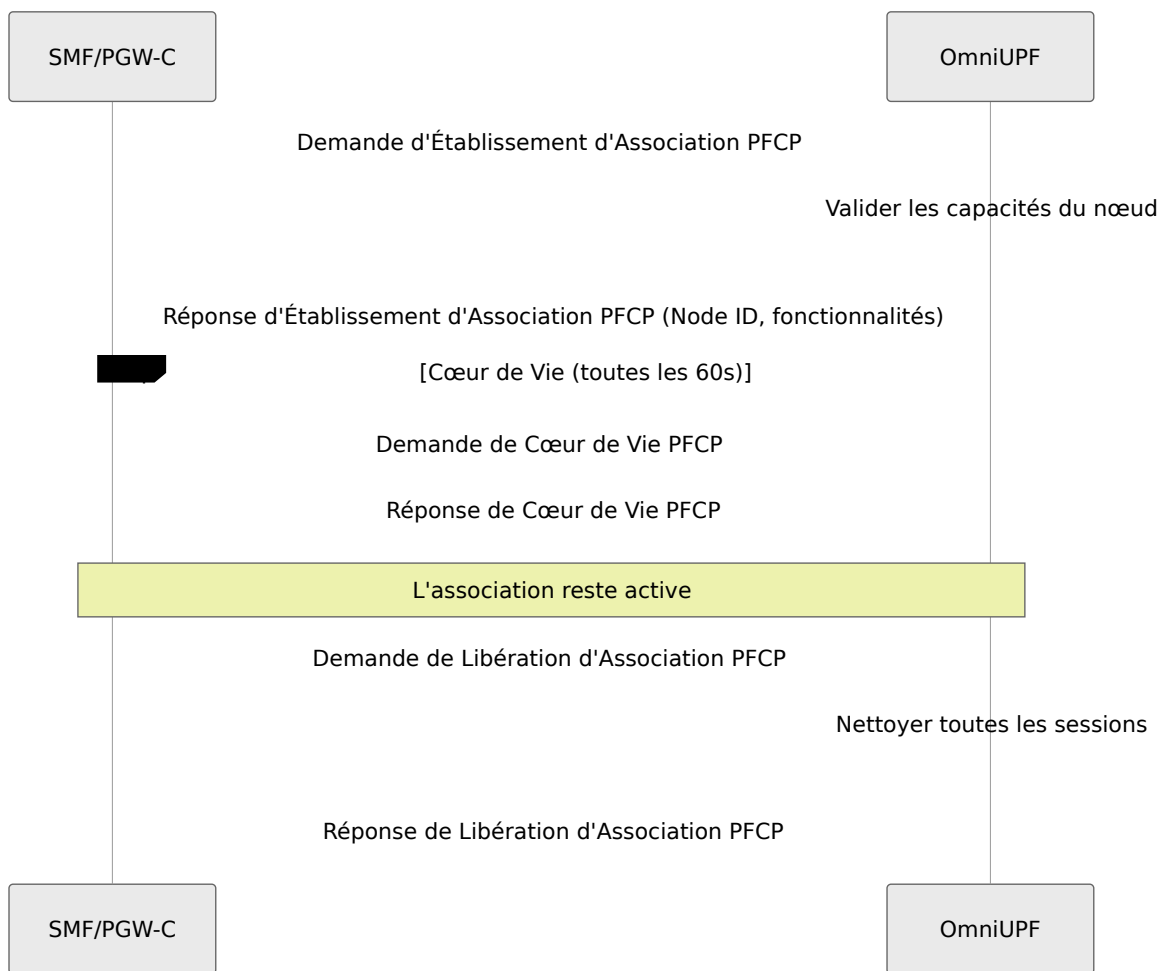 SMF/PGW-C
OmniUPF
Demande d'Établissement d'Association PFCP
Valider les capacités du nœud
Réponse d'Établissement d'Association PFCP (Node ID, fonctionnalités)
[Cœur de Vie (toutes les 60s)]
Demande de Cœur de Vie PFCP
Réponse de Cœur de Vie PFCP
L'association reste active
Demande de Libération d'Association PFCP
Nettoyer toutes les sessions
Réponse de Libération d'Association PFCP
SMF/PGW-C
OmniUPF